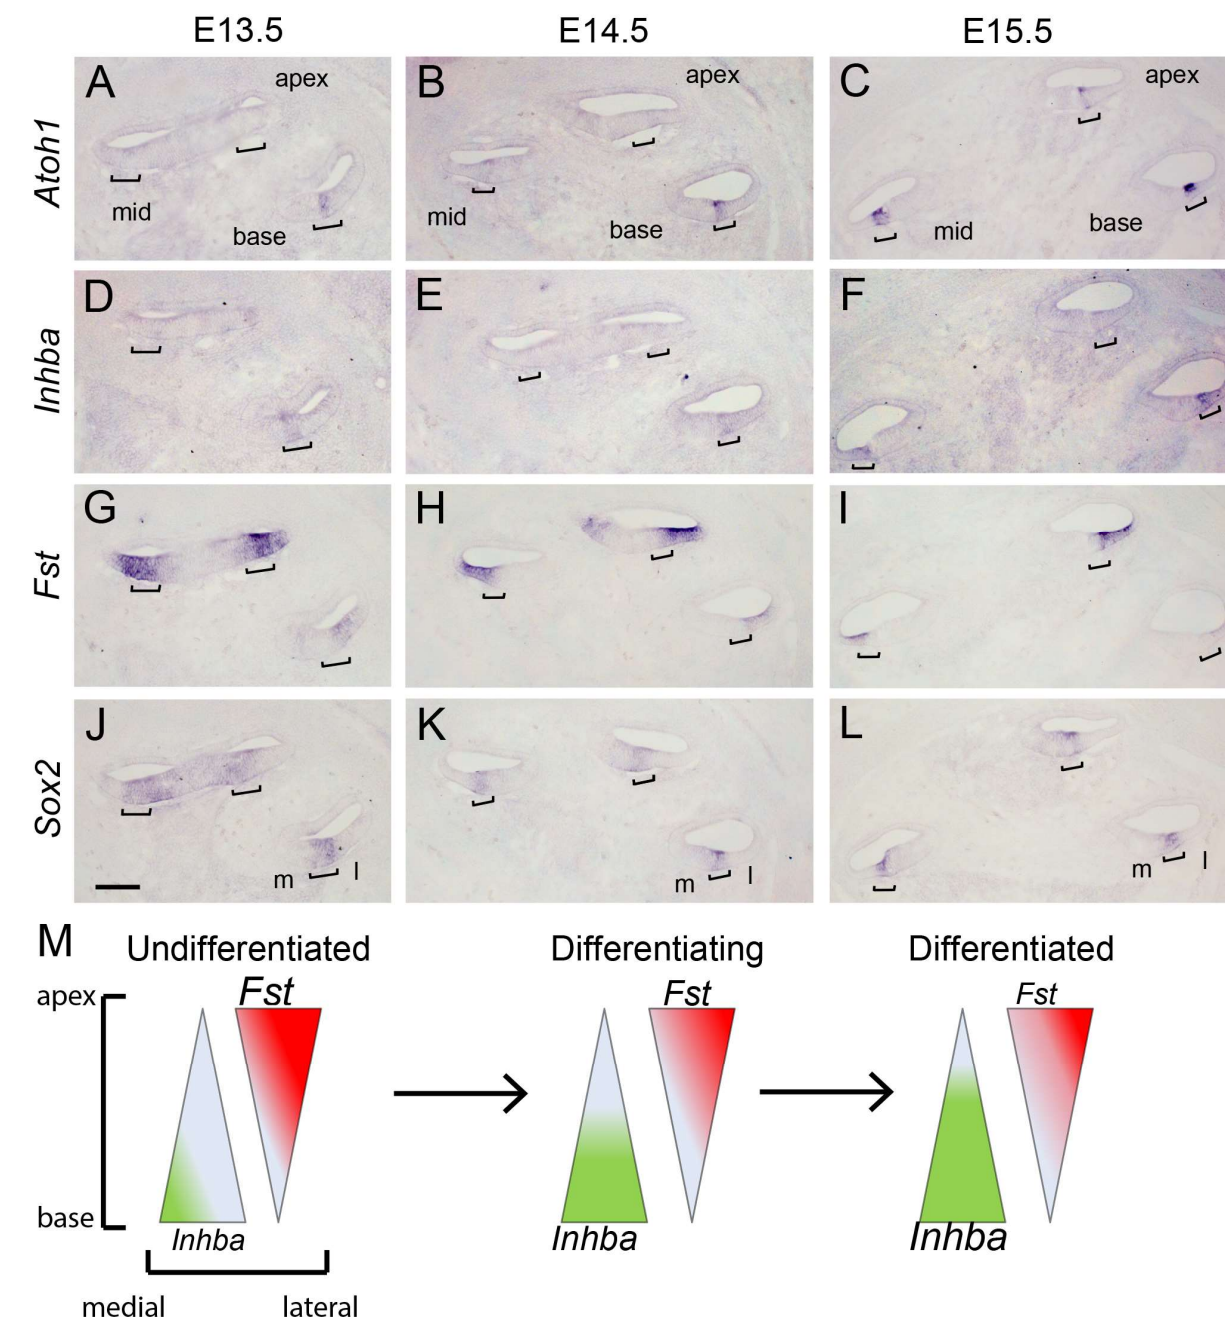 E13.5 E14.5 E15.5
Atoh1
A apex mid base
B apex mid base
C apex mid base
Inhba
D E F
Fst
G H I
Sox2
J m l
K m l
L m l
M
Undifferentiated Differentiating Differentiated
apex Fst Fst Fst
base
Inhba Inhba Inhba
medial lateral